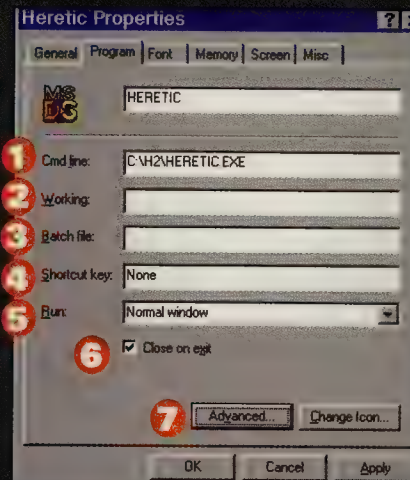 Heretic Properties ?
General Program Font Memory Screen Misc
MS DOS
HERETIC
1 Cmd line: C:\H2\HERETIC.EXE
2 Working:
3 Batch file:
4 Shortcut key: None
5 Run: Normal window
6 Close on exit
7 Advanced... Change Icon...
OK Cancel Apply